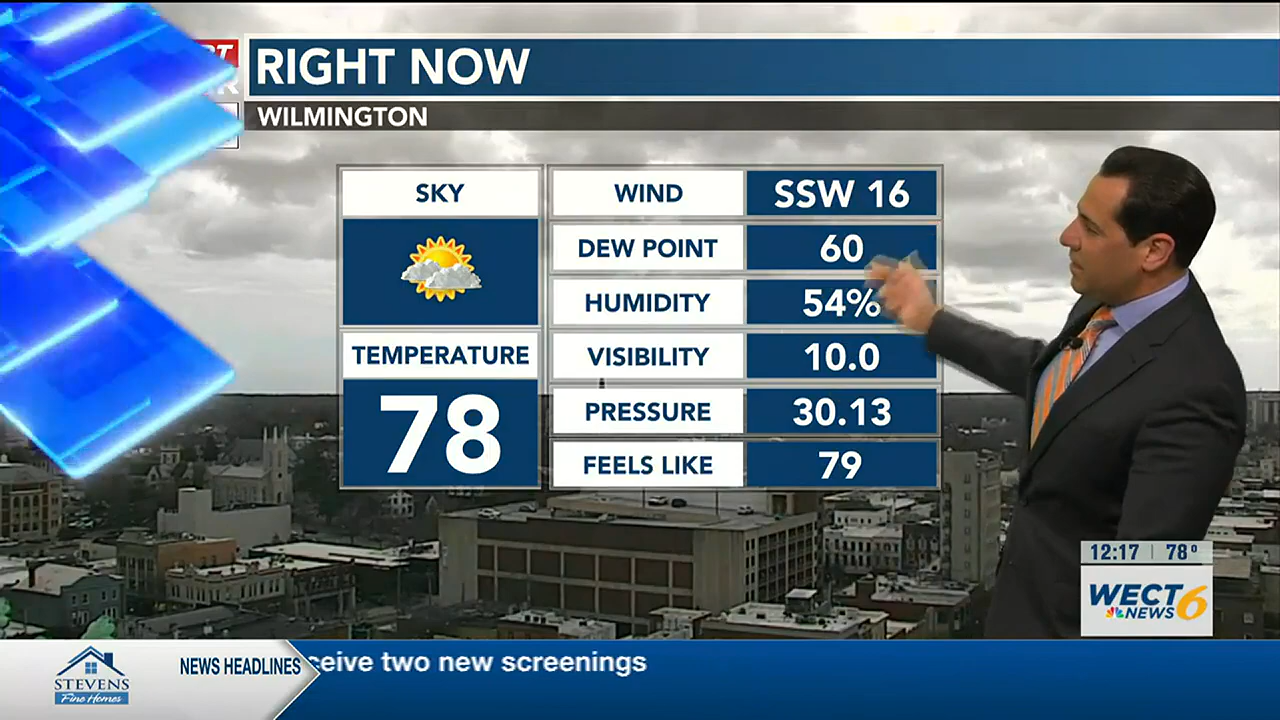 RIGHT NOW
WILMINGTON
SKY
TEMPERATURE
78
WIND SSW 16
DEW POINT 60
HUMIDITY 54%
VISIBILITY 10.0
PRESSURE 30.13
FEELS LIKE 79
12:17 | 78°
WECT 6
NEWS
STEVENS
Fine Homes
NEWS HEADLINES
ceive two new screenings